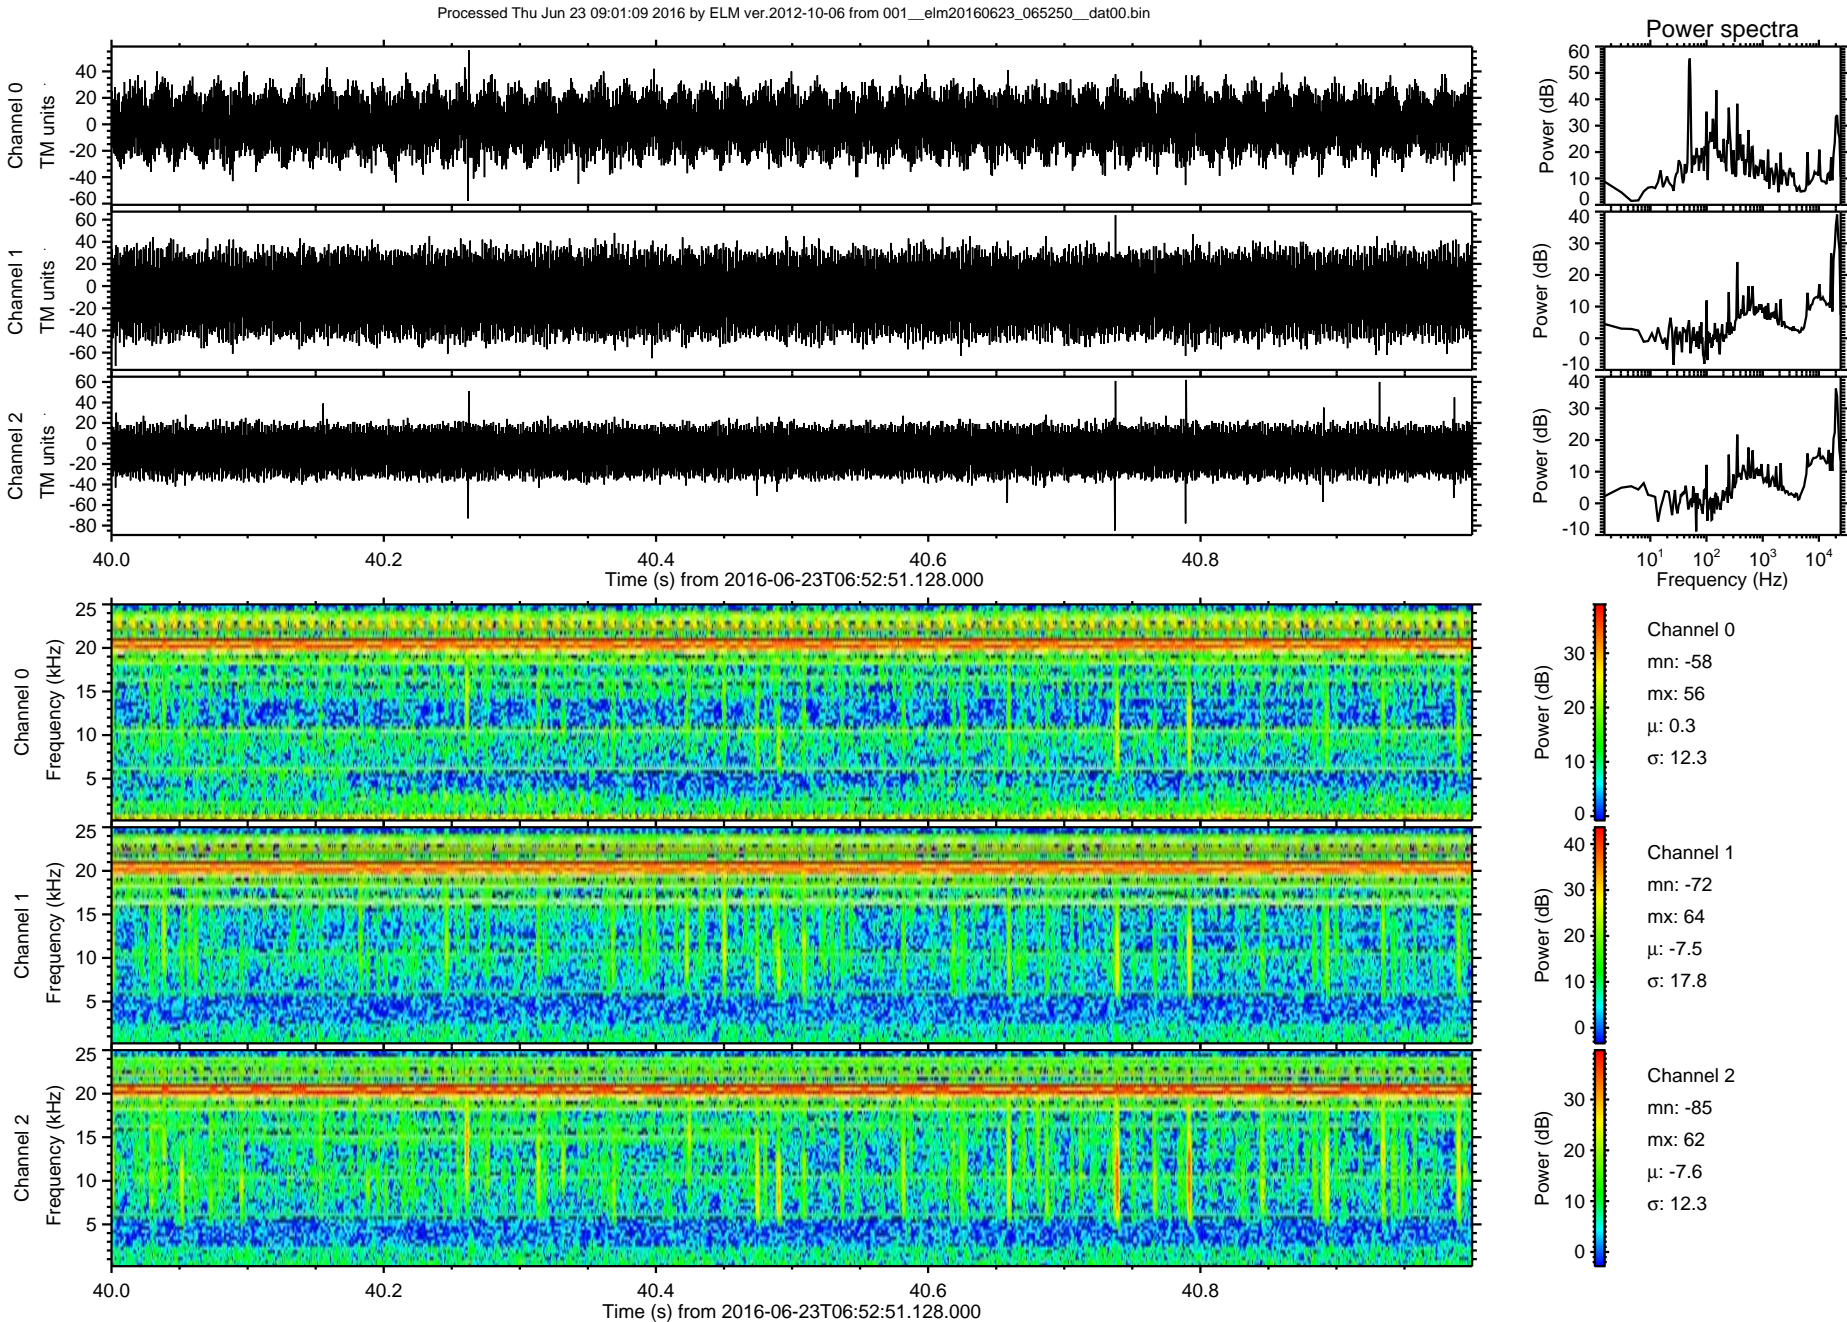 Processed Thu Jun 23 09:01:09 2016 by ELM ver.2012-10-06 from 001__elm20160623_065250__dat00.bin
Power spectra
Channel 0
TM units
40
20
0
-20
-40
-60
Power (dB)
60
50
40
30
20
10
0
Channel 1
TM units
60
40
20
0
-20
-40
-60
Power (dB)
40
30
20
10
0
-10
Channel 2
TM units
60
40
20
0
-20
-40
-60
-80
Power (dB)
40
30
20
10
0
-10
40.0 40.2 40.4 40.6 40.8
Time (s) from 2016-06-23T06:52:51.128.000
10^1 10^2 10^3 10^4
Frequency (Hz)
Channel 0
Frequency (kHz)
25
20
15
10
5
Power (dB)
30
20
10
0
Channel 0
mn: -58
mx: 56
μ: 0.3
σ: 12.3
Channel 1
Frequency (kHz)
25
20
15
10
5
Power (dB)
40
30
20
10
0
Channel 1
mn: -72
mx: 64
μ: -7.5
σ: 17.8
Channel 2
Frequency (kHz)
25
20
15
10
5
Power (dB)
30
20
10
0
Channel 2
mn: -85
mx: 62
μ: -7.6
σ: 12.3
40.0 40.2 40.4 40.6 40.8
Time (s) from 2016-06-23T06:52:51.128.000